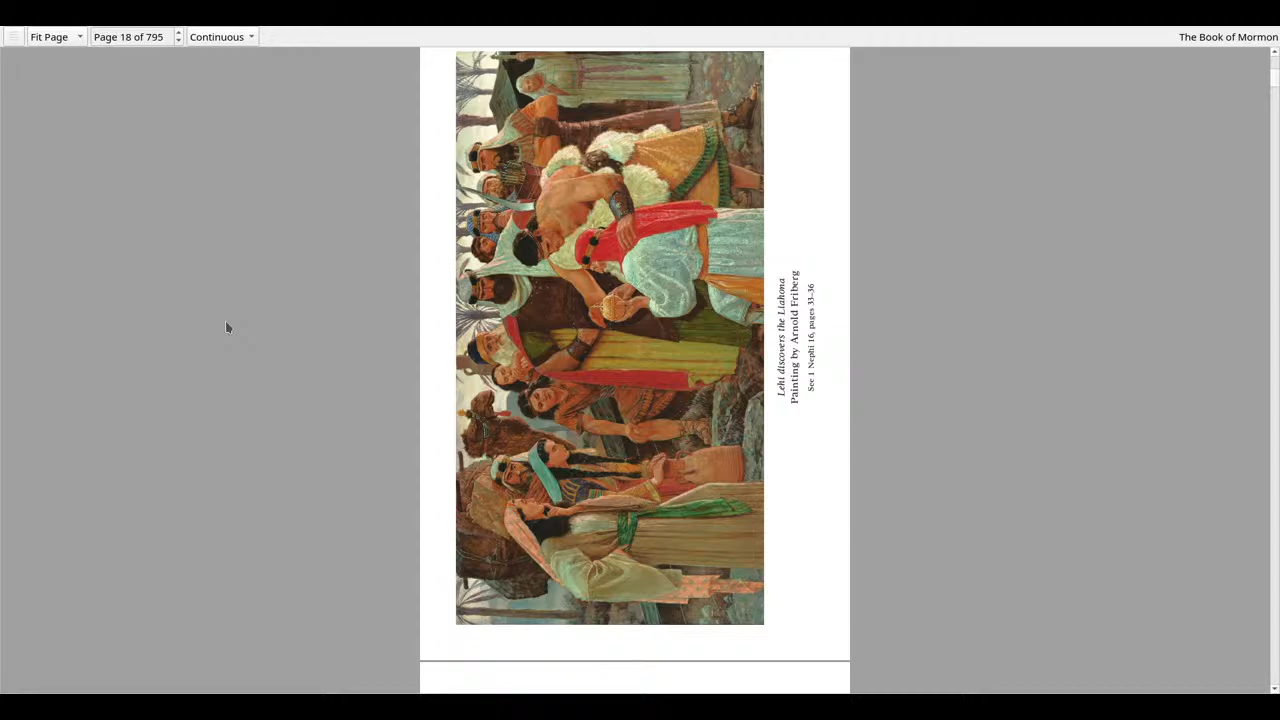 Fit Page
Page 18 of 795
Continuous
The Book of Mormon
Lehi discovers the Liahona
Painting by Arnold Friberg
See 1 Nephi 16, pages 33–36